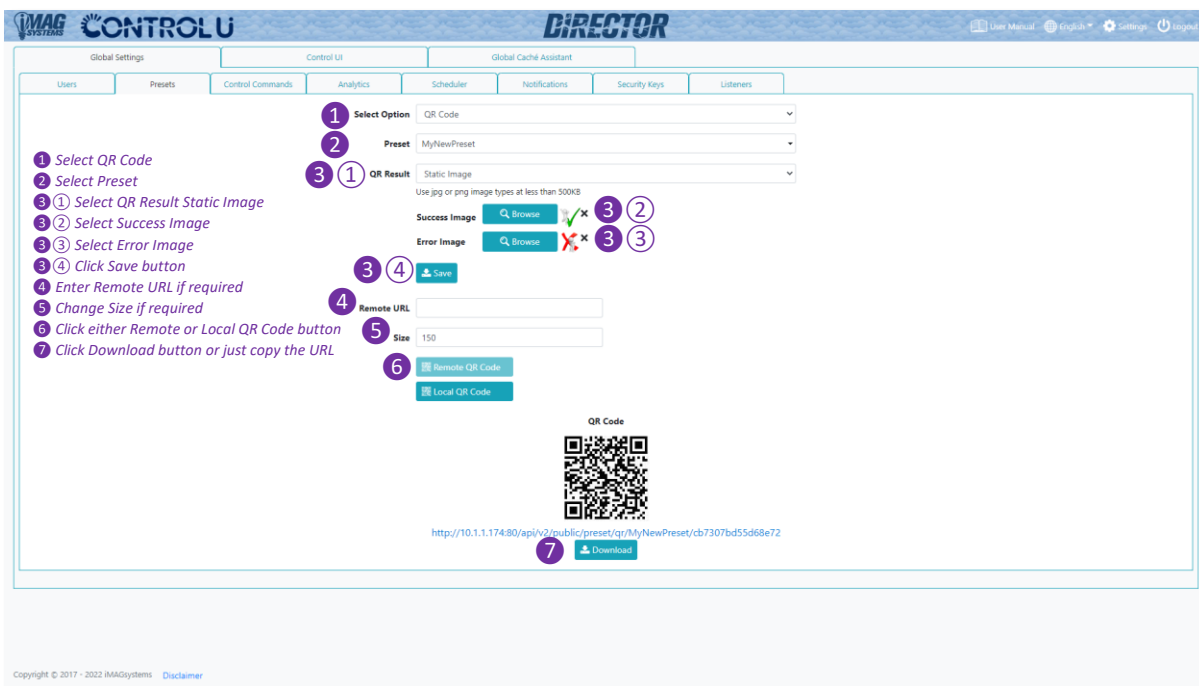 iMAG SYSTEMS CONTROL U DiRECTOR User Manual English Settings Logout
Global Settings Control UI Global Caché Assistant
Users Presets Control Commands Analytics Scheduler Notifications Security Keys Listeners
1 Select Option QR Code
2 Preset MyNewPreset
3 1 QR Result Static Image
Use jpg or png image types at less than 500KB
Success Image Browse × 3 2
Error Image Browse × 3 3
3 4 Save
4 Remote URL
5 Size 150
6 Remote QR Code
Local QR Code
1 Select QR Code
2 Select Preset
3 1 Select QR Result Static Image
3 2 Select Success Image
3 3 Select Error Image
3 4 Click Save button
4 Enter Remote URL if required
5 Change Size if required
6 Click either Remote or Local QR Code button
7 Click Download button or just copy the URL
QR Code
http://10.1.1.174:80/api/v2/public/preset/qr/MyNewPreset/cb7307bd55d68e72
7 Download
Copyright © 2017 - 2022 iMAGsystems Disclaimer